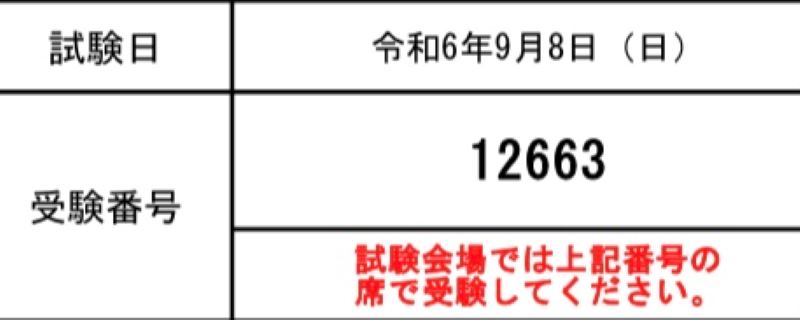 試験日
令和6年9月8日（日）
受験番号
12663
試験会場では上記番号の
席で受験してください。